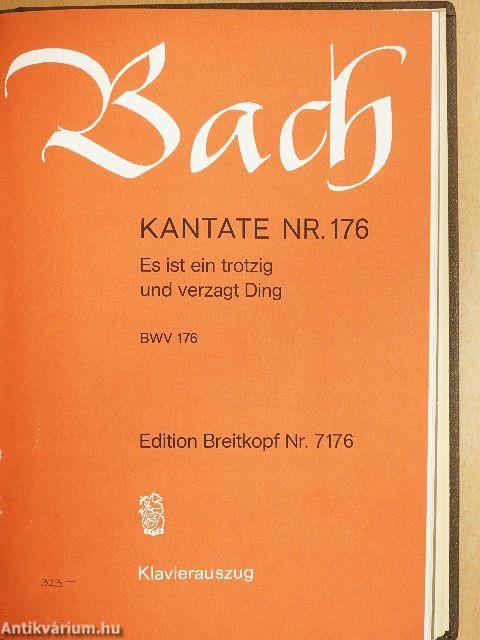 Bach
KANTATE NR. 176
Es ist ein trotzig
und verzagt Ding
BWV 176
Edition Breitkopf Nr. 7176
Klavierauszug
323 —
Antikvárium.hu